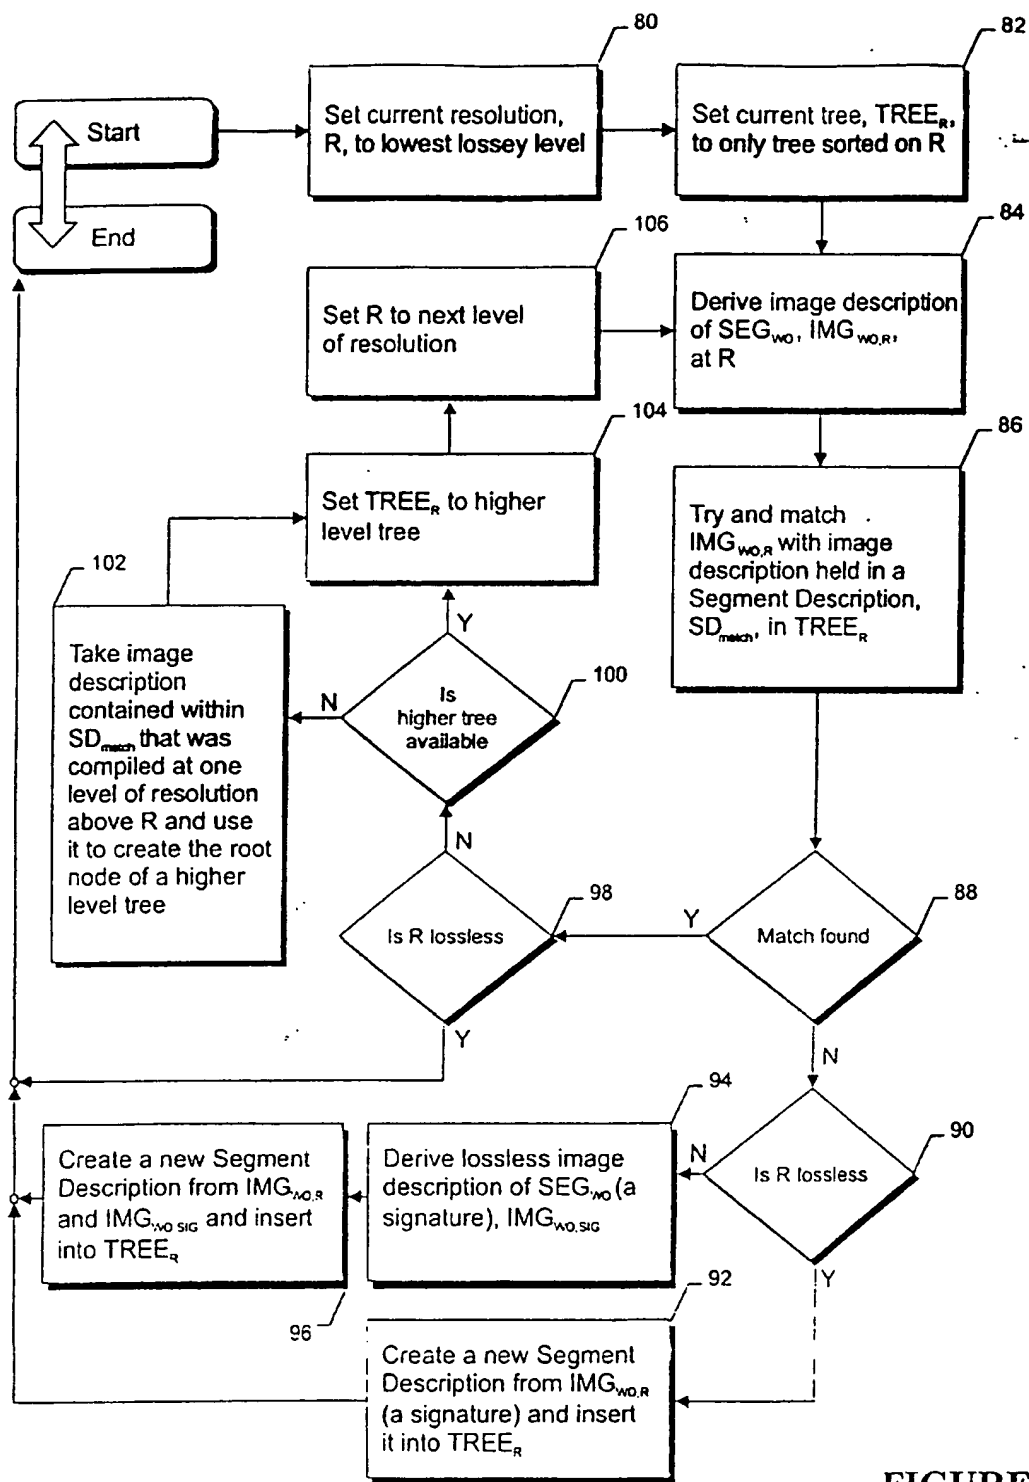 80
82
Start
Set current resolution,
R, to lowest lossey level
Set current tree, TREE_R,
to only tree sorted on R
End
106
84
Set R to next level
of resolution
Derive image description
of SEG_WO, IMG_WO,R,
at R
104
86
Set TREE_R to higher
level tree
Try and match
IMG_WO,R with image
description held in a
Segment Description,
SD_match, in TREE_R
102
Y
Take image
description
contained within
SD_match that was
compiled at one
level of resolution
above R and use
it to create the root
node of a higher
level tree
N
Is
higher tree
available
100
N
Is R lossless
98
Y
Match found
88
Y
N
94
Create a new Segment
Description from IMG_WO,R
and IMG_WO SIG and insert
into TREE_R
Derive lossless image
description of SEG_WO (a
signature), IMG_WO,SIG
N
Is R lossless
90
Y
92
96
Create a new Segment
Description from IMG_WO,R
(a signature) and insert
it into TREE_R
FIGURE